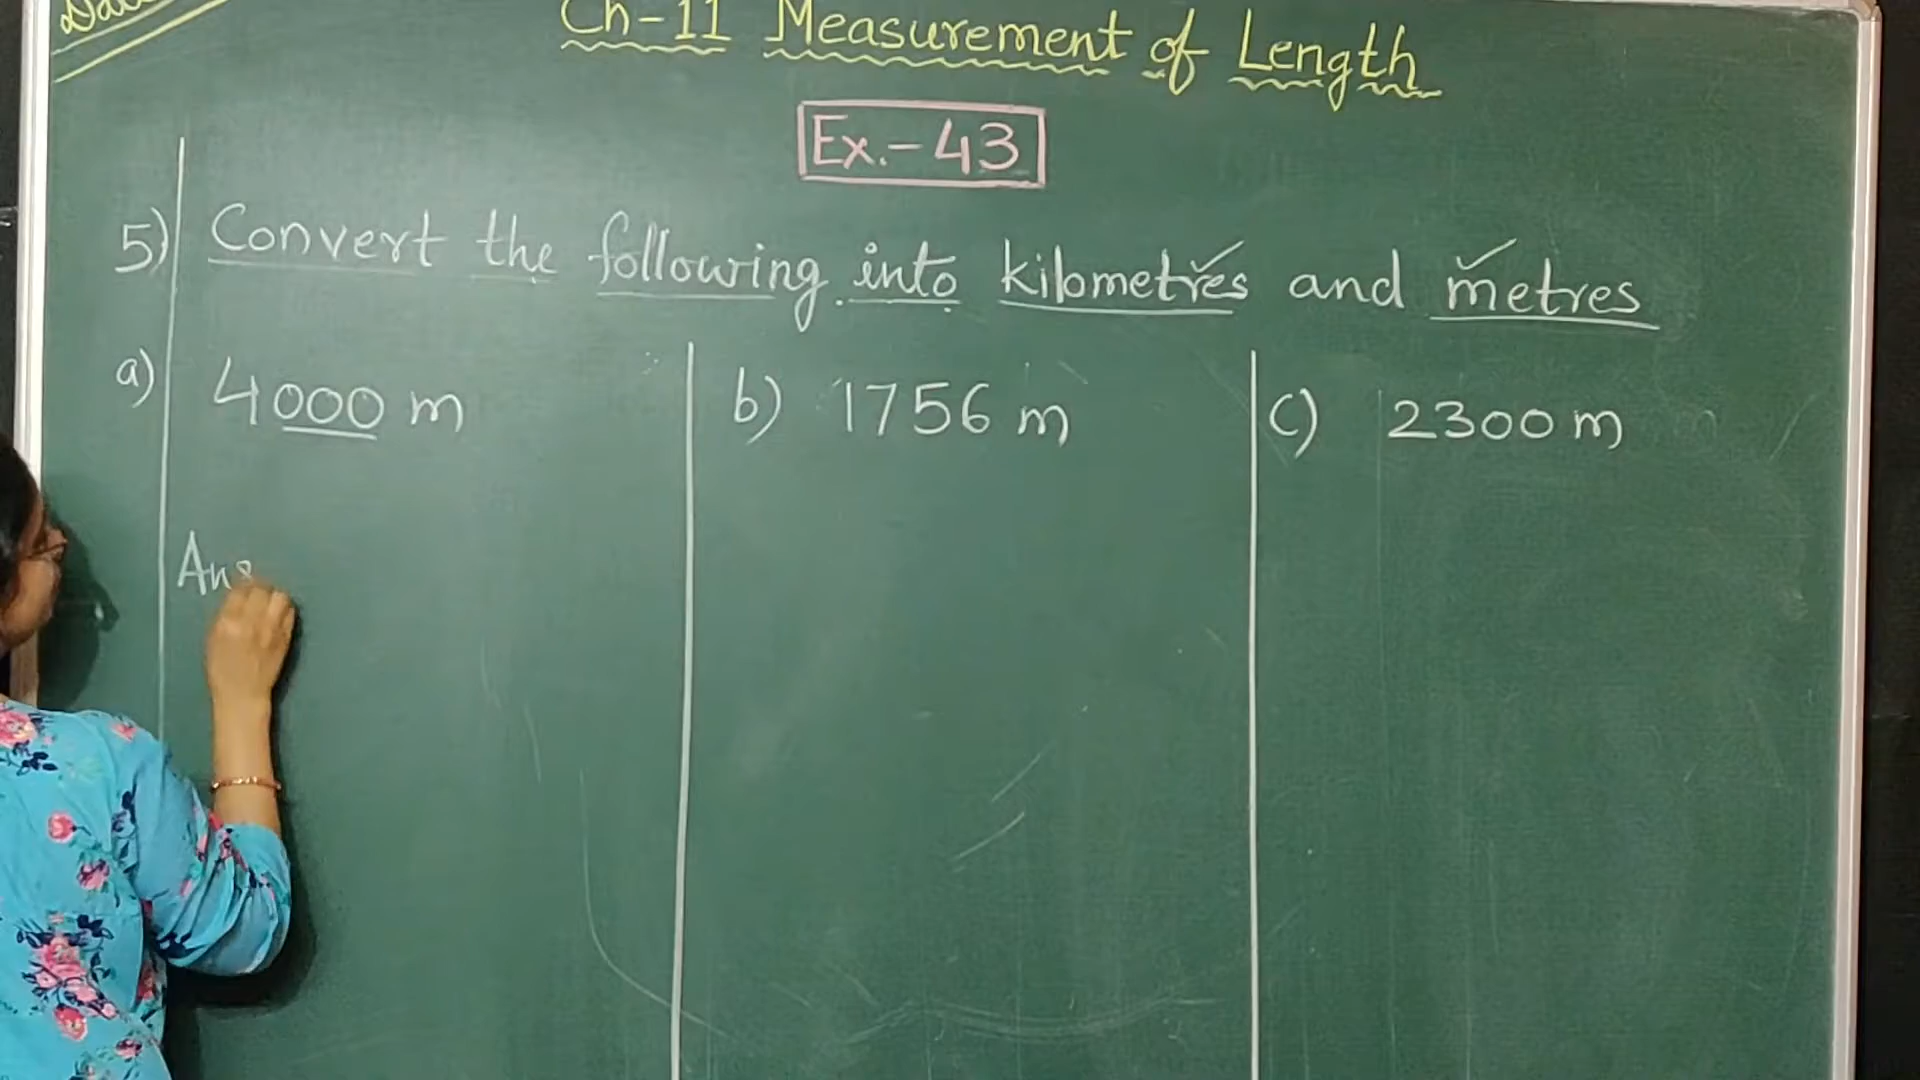 Ch-11 Measurement of Length
Ex.-43
5) Convert the following into kilometres and metres
a) 4000 m
b) 1756 m
c) 2300 m
Ans